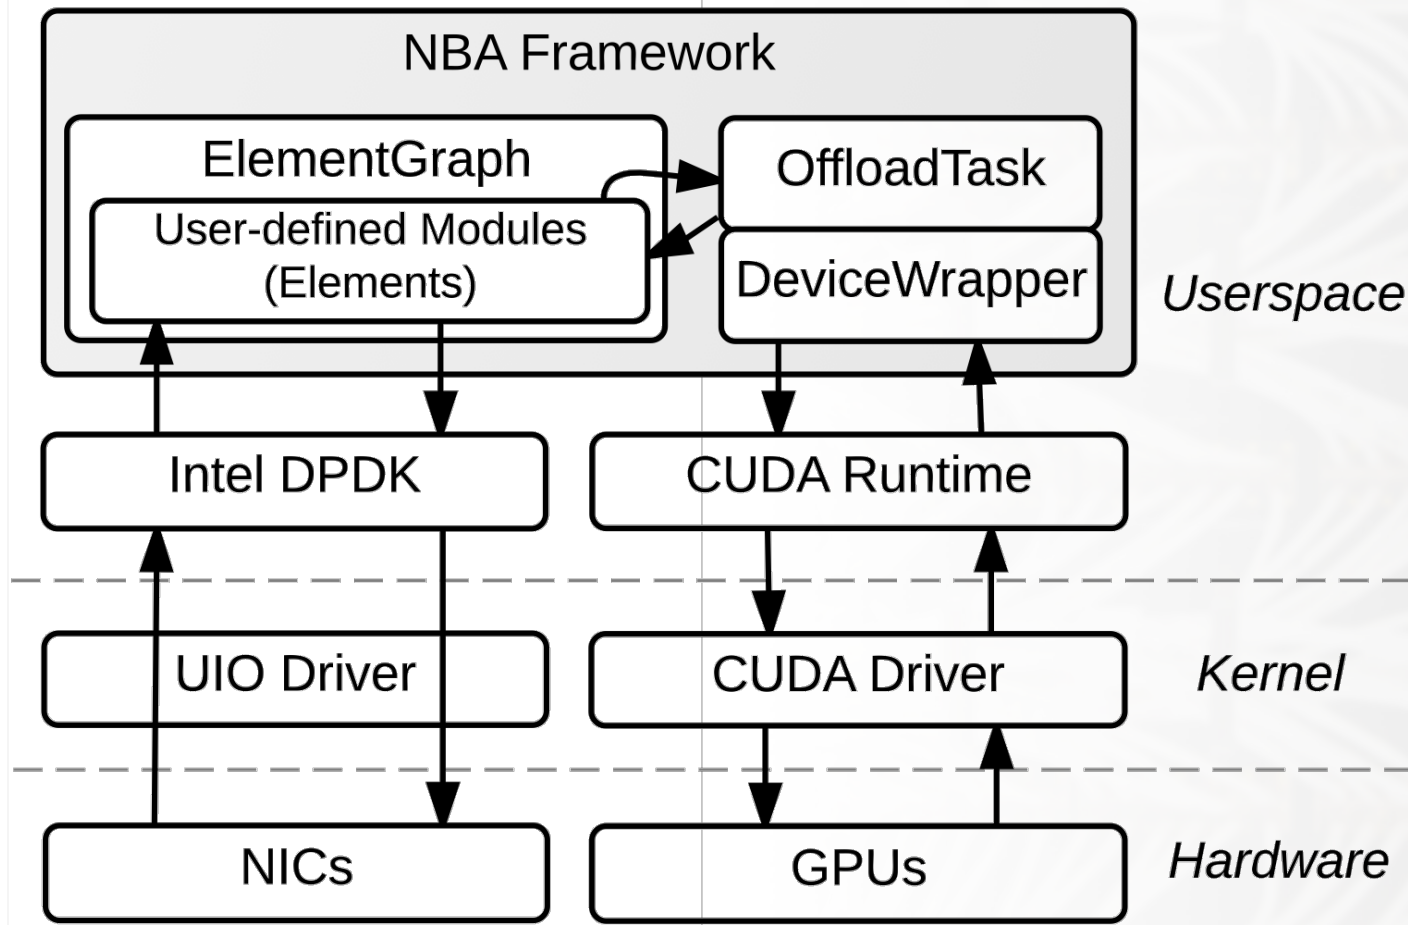 NBA Framework
ElementGraph
User-defined Modules
(Elements)
OffloadTask
DeviceWrapper
Userspace
Intel DPDK
CUDA Runtime
UIO Driver
CUDA Driver
Kernel
NICs
GPUs
Hardware